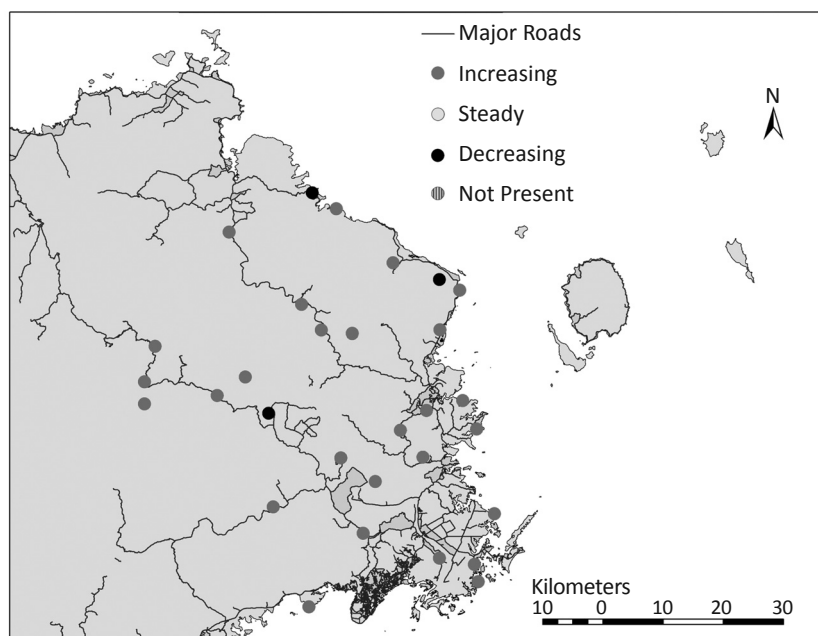 Major Roads
Increasing
Steady
Decreasing
Not Present
N
Kilometers
10 0 10 20 30